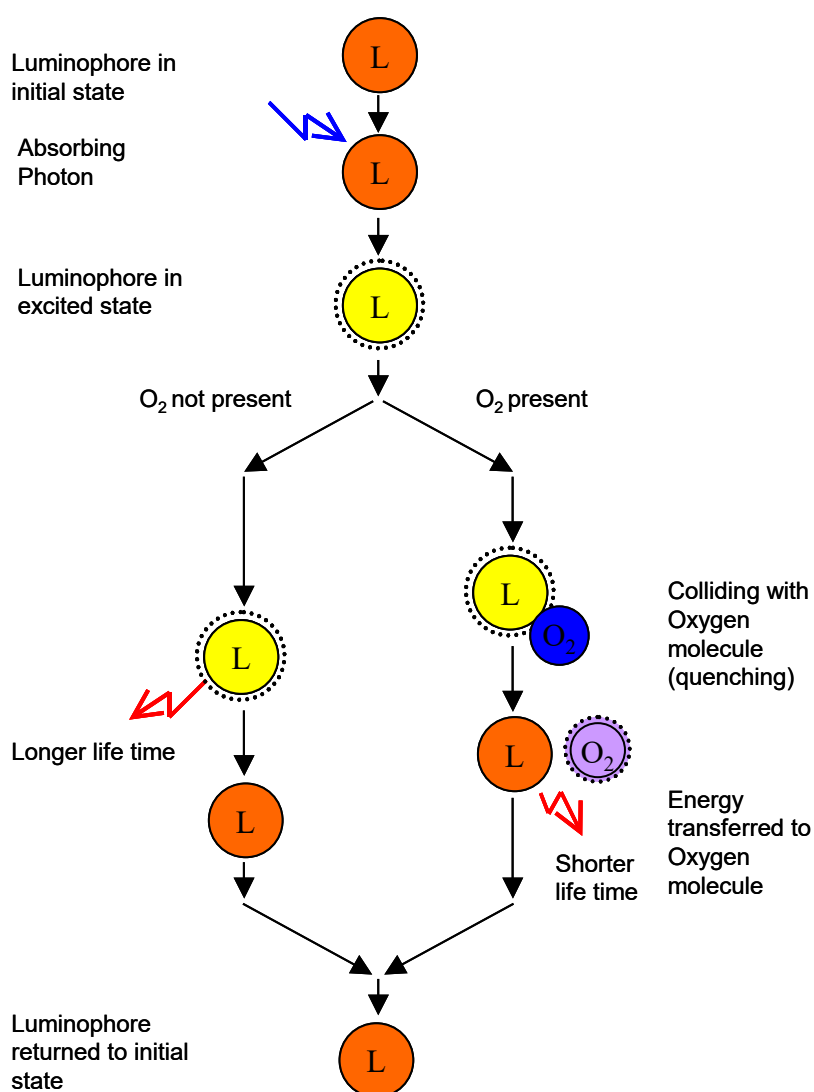 L
Luminophore in
initial state
Absorbing
Photon
L
Luminophore in
excited state
L
O₂ not present
O₂ present
L
O₂
Colliding with
Oxygen
molecule
(quenching)
L
Longer life time
L
O₂
L
Energy
transferred to
Oxygen
molecule
Shorter
life time
Luminophore
returned to initial
state
L